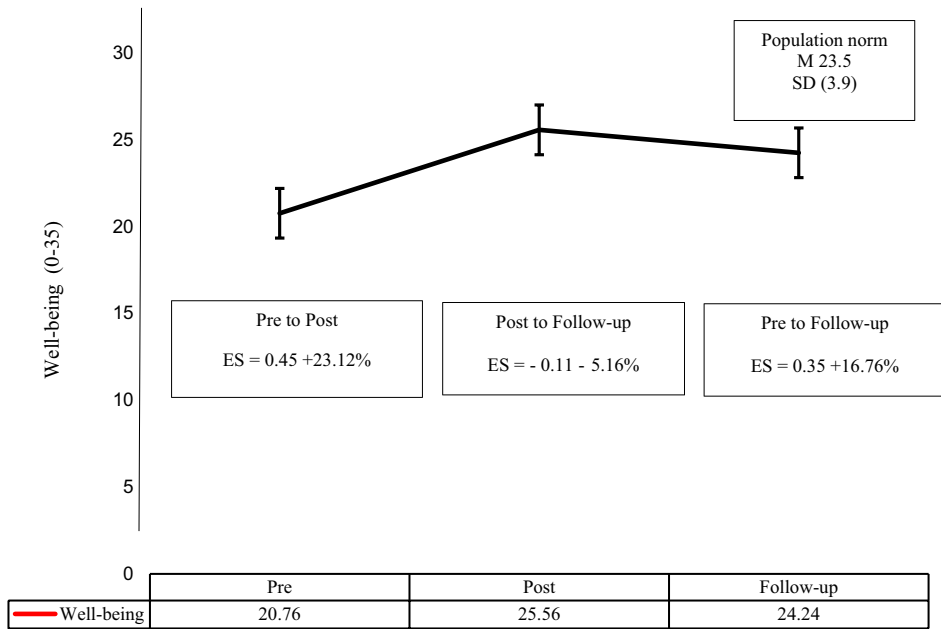 30
25
20
15
10
5
0
Well-being (0-35)
Population norm
M 23.5
SD (3.9)
Pre to Post
ES = 0.45 +23.12%
Post to Follow-up
ES = - 0.11 - 5.16%
Pre to Follow-up
ES = 0.35 +16.76%
Pre Post Follow-up
Well-being 20.76 25.56 24.24